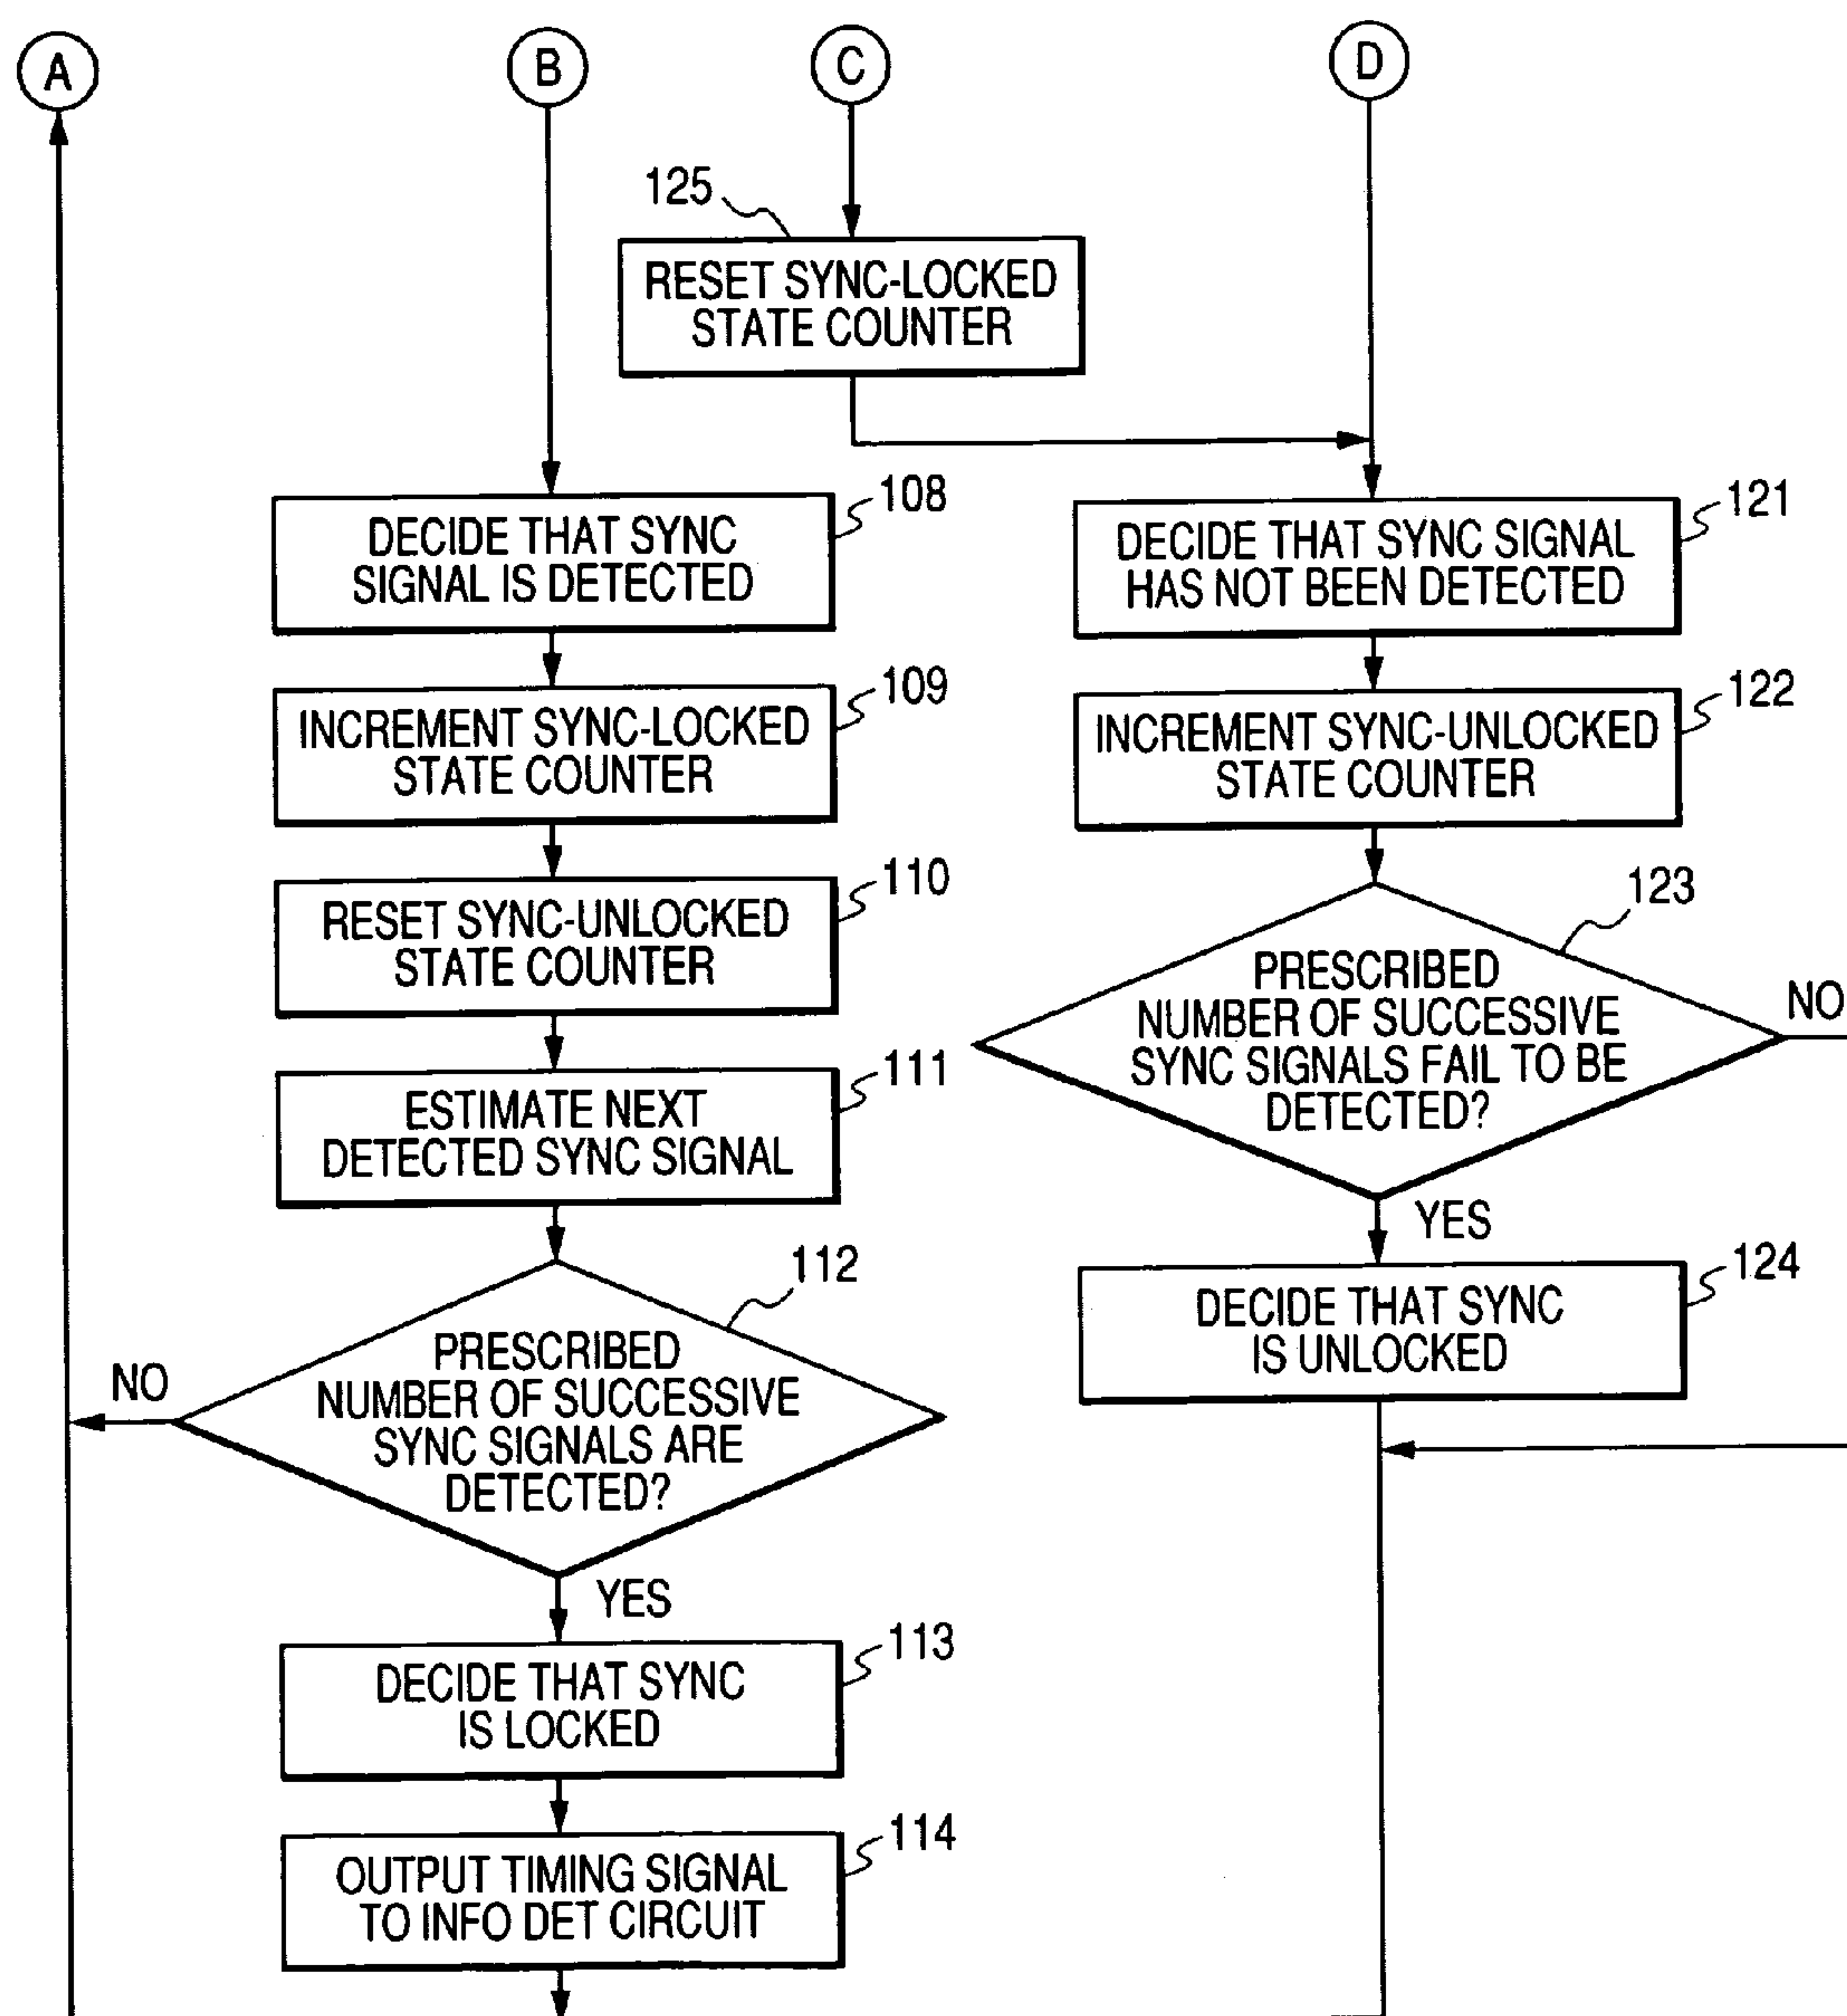 A
B
C
D
125
RESET SYNC-LOCKED
STATE COUNTER
108
DECIDE THAT SYNC
SIGNAL IS DETECTED
121
DECIDE THAT SYNC SIGNAL
HAS NOT BEEN DETECTED
109
INCREMENT SYNC-LOCKED
STATE COUNTER
122
INCREMENT SYNC-UNLOCKED
STATE COUNTER
110
RESET SYNC-UNLOCKED
STATE COUNTER
123
PRESCRIBED
NUMBER OF SUCCESSIVE
SYNC SIGNALS FAIL TO BE
DETECTED?
NO
YES
111
ESTIMATE NEXT
DETECTED SYNC SIGNAL
124
DECIDE THAT SYNC
IS UNLOCKED
112
PRESCRIBED
NUMBER OF SUCCESSIVE
SYNC SIGNALS ARE
DETECTED?
NO
YES
113
DECIDE THAT SYNC
IS LOCKED
114
OUTPUT TIMING SIGNAL
TO INFO DET CIRCUIT